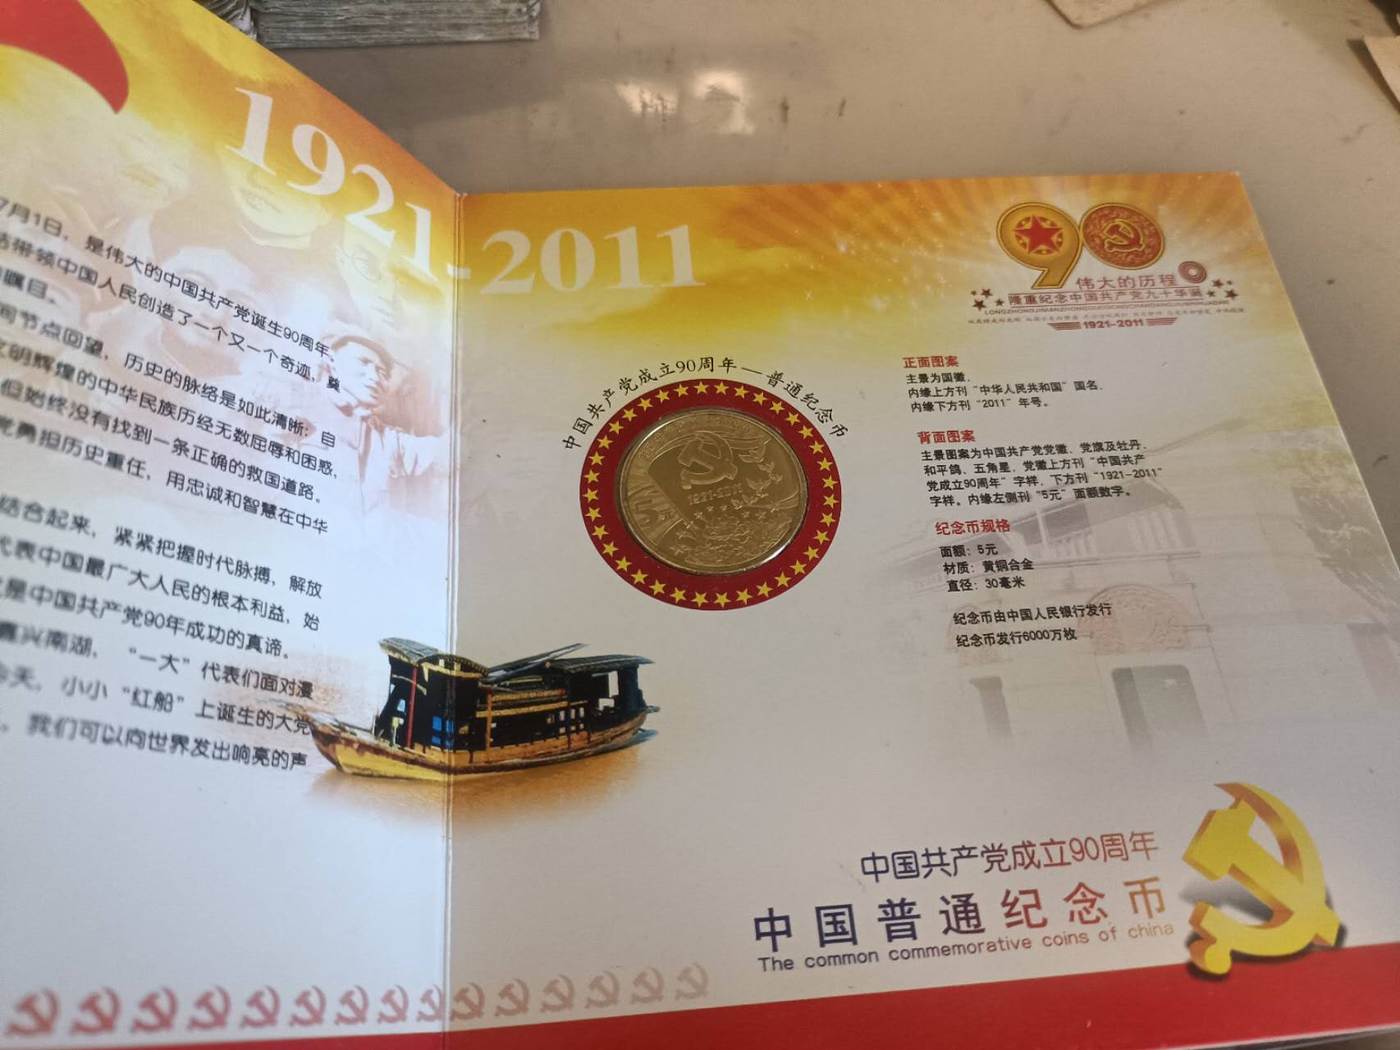 1921-2011
7月1日，是伟大的中国共产党诞生90周年，
带领中国人民创造了一个又一个奇迹，奠
瞩目。
节点回望，历史的脉络是如此清晰：自
文明辉煌的中华民族历经无数屈辱和困惑，
但始终没有找到一条正确的救国道路。
党勇担历史重任，用忠诚和智慧在中华
结合起来，紧紧把握时代脉搏，解放
代表中国最广大人民的根本利益，始
是中国共产党90年成功的真谛。
嘉兴南湖，“一大”代表们面对漫
今天，小小“红船”上诞生的大党
，我们可以向世界发出响亮的声
90
伟大的历程
隆重纪念中国共产党九十华诞
1921-2011
中国共产党成立90周年—普通纪念币
1921-2011
正面图案
主景为国徽，
内缘上方刊“中华人民共和国”国名，
内缘下方刊“2011”年号。
背面图案
主景图案为中国共产党党徽、党旗及牡丹、
和平鸽、五角星，党徽上方刊“中国共产
党成立90周年”字样，下方刊“1921-2011”
字样。内缘左侧刊“5元”面额数字。
纪念币规格
面额：5元
材质：黄铜合金
直径：30毫米
纪念币由中国人民银行发行
纪念币发行6000万枚
中国共产党成立90周年
中国普通纪念币
The common commemorative coins of china